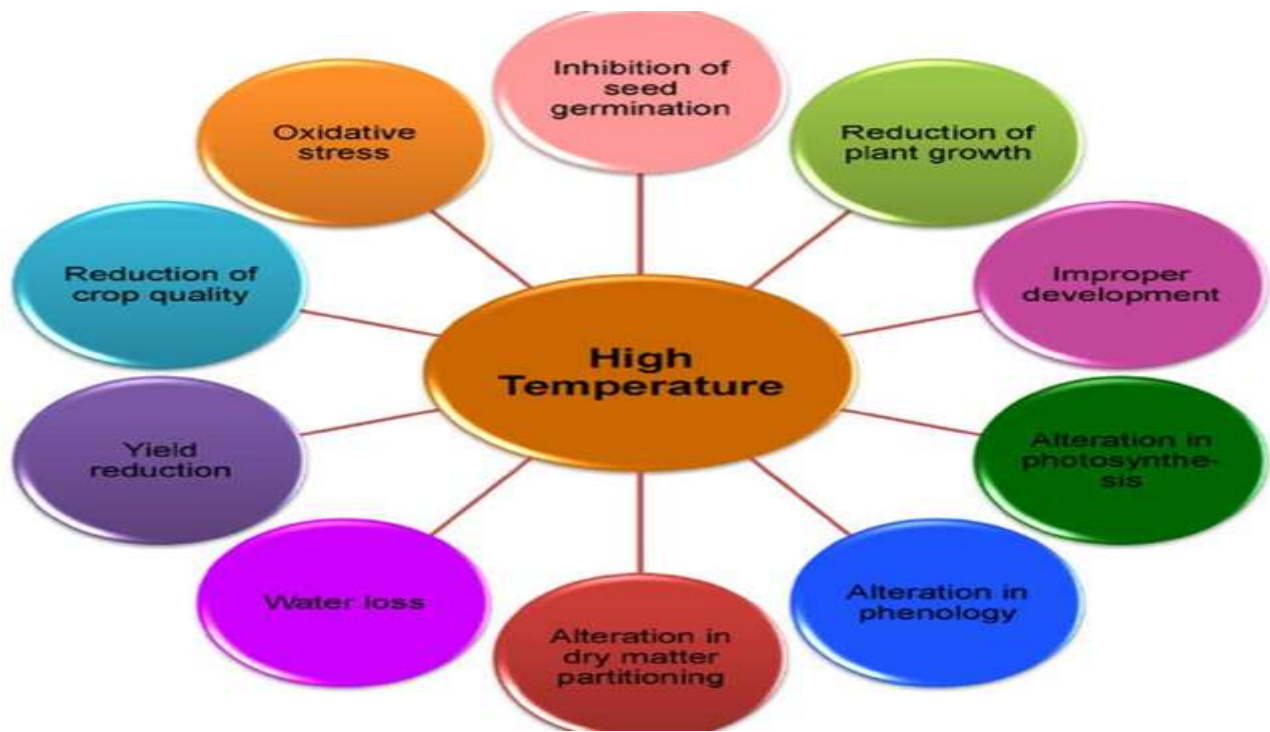 Inhibition of
seed
germination
Reduction of
plant growth
Improper
development
Alteration in
photosynthe-
sis
Alteration in
phenology
Alteration in
dry matter
partitioning
Water loss
Yield
reduction
Reduction of
crop quality
Oxidative
stress
High
Temperature